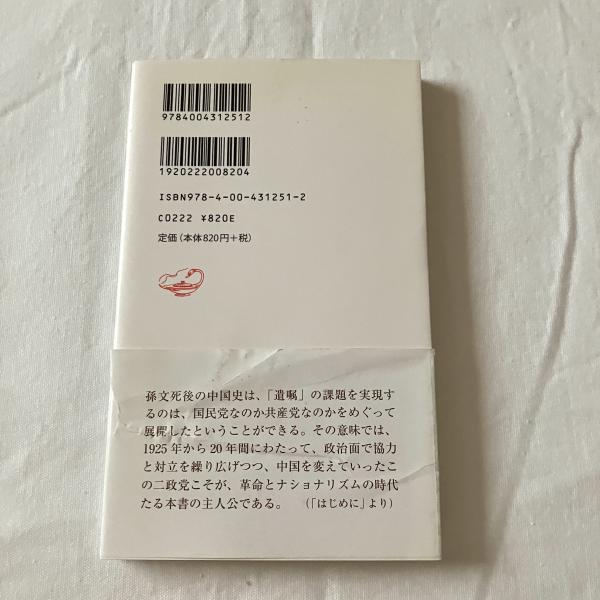 9784004312512
1920222008204
ISBN978-4-00-431251-2
C0222 ¥820E
定価(本体820円+税)
孫文死後の中国史は、「遺嘱」の課題を実現す
るのは、国民党なのか共産党なのかをめぐって
展開したということができる。その意味では、
1925年から20年間にわたって、政治面で協力
と対立を繰り広げつつ、中国を変えていったこ
の二政党こそが、革命とナショナリズムの時代
たる本書の主人公である。 (「はじめに」より)